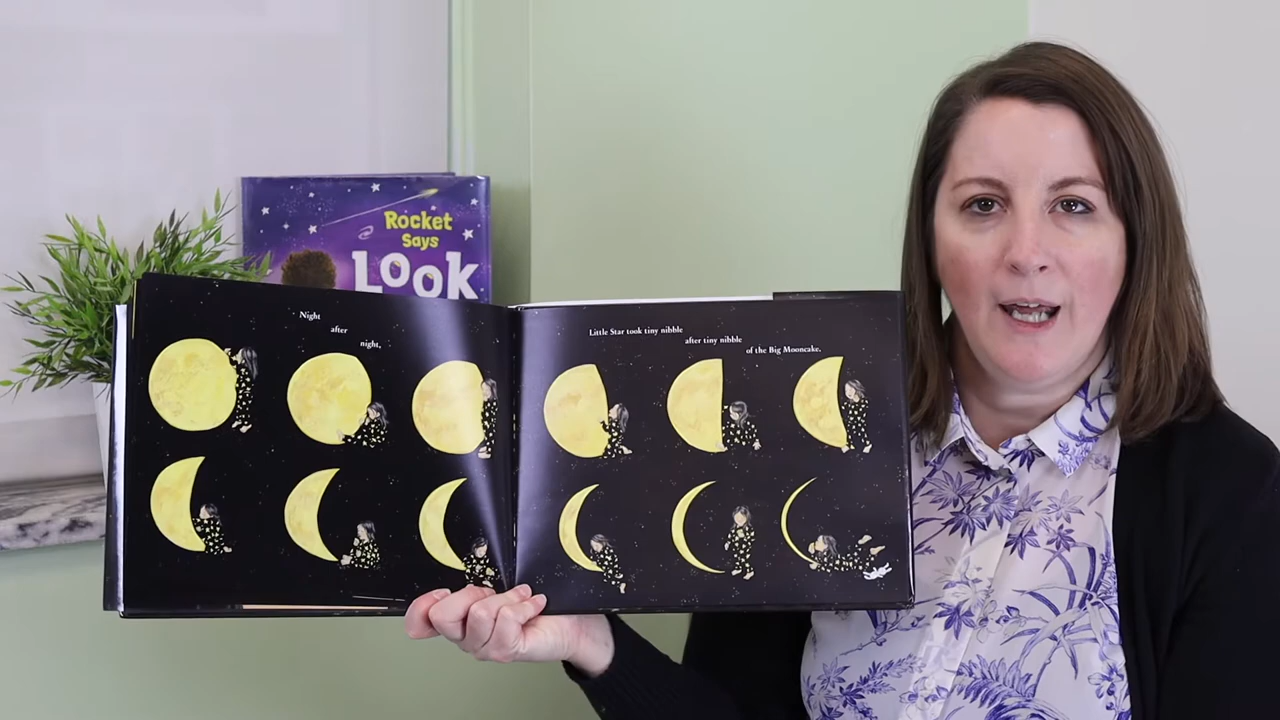 Rocket
Says
Look
Night
after
night,
Little Star took tiny nibble
after tiny nibble
of the Big Mooncake.